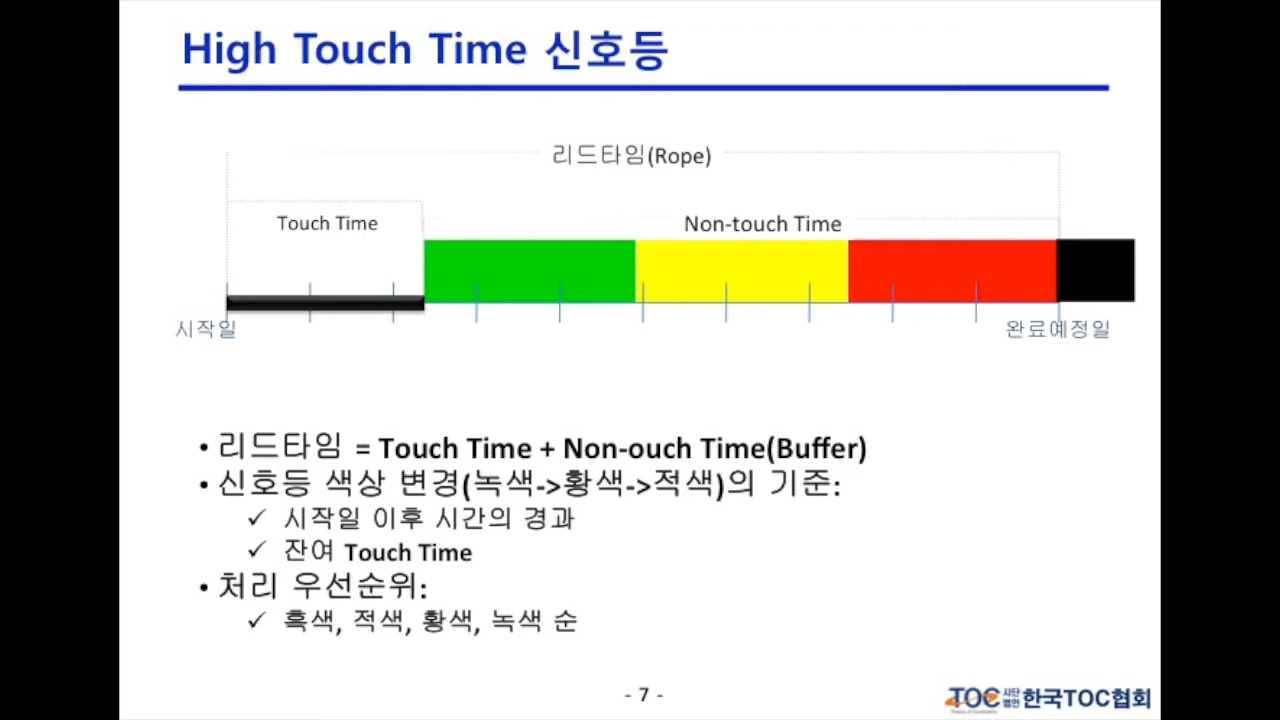 High Touch Time 신호등
리드타임(Rope)
Touch Time
Non-touch Time
시작일
완료예정일
• 리드타임 = Touch Time + Non-ouch Time(Buffer)
• 신호등 색상 변경(녹색->황색->적색)의 기준:
✓ 시작일 이후 시간의 경과
✓ 잔여 Touch Time
• 처리 우선순위:
✓ 흑색, 적색, 황색, 녹색 순
- 7 -
TOC 사단법인 한국TOC협회